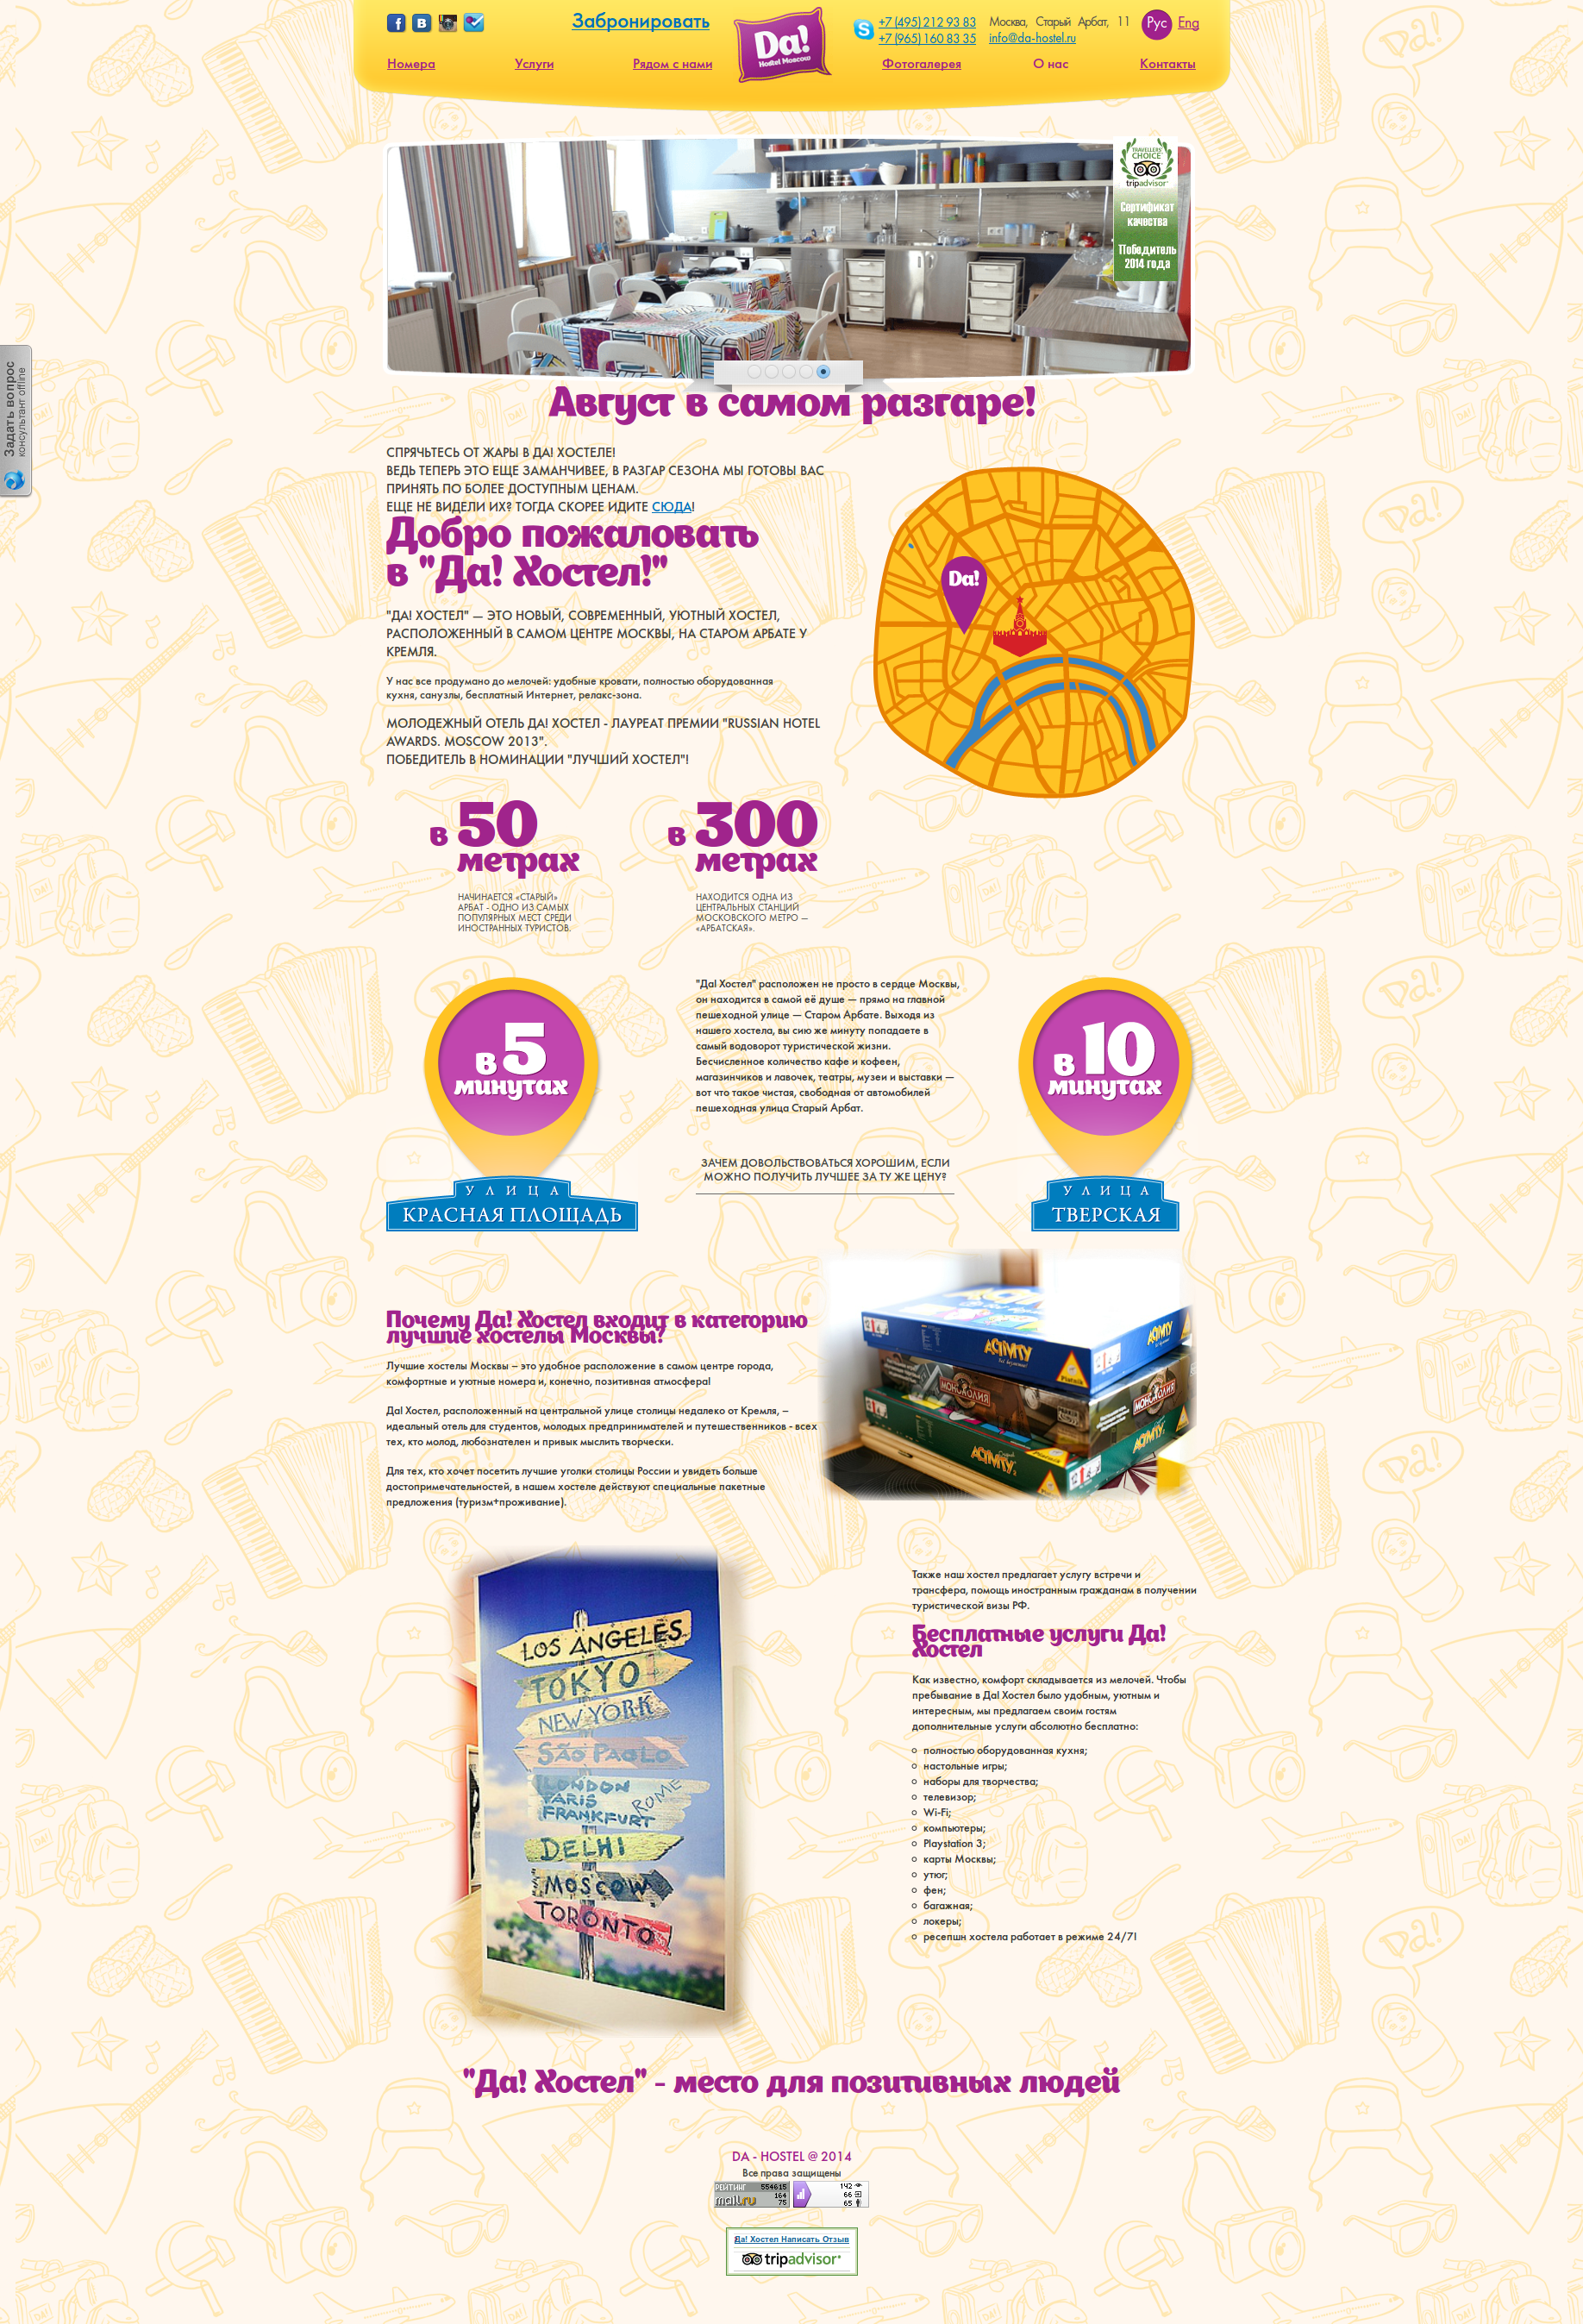 Забронировать
Da!
Hostel Moscow
+7 (495) 212 93 83
+7 (965) 160 83 35
Москва, Старый Арбат, 11
info@da-hostel.ru
Рус Eng
Номера Услуги Рядом с нами Фотогалерея О нас Контакты
TRAVELLERS'
CHOICE
tripadvisor
Сертификат
качества
Победитель
2014 года
Задать вопрос
консультант offline
Август в самом разгаре!
СПРЯЧЬТЕСЬ ОТ ЖАРЫ В ДА! ХОСТЕЛЕ!
ВЕДЬ ТЕПЕРЬ ЭТО ЕЩЕ ЗАМАНЧИВЕЕ, В РАЗГАР СЕЗОНА МЫ ГОТОВЫ ВАС
ПРИНЯТЬ ПО БОЛЕЕ ДОСТУПНЫМ ЦЕНАМ.
ЕЩЕ НЕ ВИДЕЛИ ИХ? ТОГДА СКОРЕЕ ИДИТЕ СЮДА!
Добро пожаловать
в "Да! Хостел!"
"ДА! ХОСТЕЛ" — ЭТО НОВЫЙ, СОВРЕМЕННЫЙ, УЮТНЫЙ ХОСТЕЛ,
РАСПОЛОЖЕННЫЙ В САМОМ ЦЕНТРЕ МОСКВЫ, НА СТАРОМ АРБАТЕ У
КРЕМЛЯ.
У нас все продумано до мелочей: удобные кровати, полностью оборудованная
кухня, санузлы, бесплатный Интернет, релакс-зона.
МОЛОДЕЖНЫЙ ОТЕЛЬ ДА! ХОСТЕЛ - ЛАУРЕАТ ПРЕМИИ "RUSSIAN HOTEL
AWARDS. MOSCOW 2013".
ПОБЕДИТЕЛЬ В НОМИНАЦИИ "ЛУЧШИЙ ХОСТЕЛ"!
Da!
в 50
метрах
НАЧИНАЕТСЯ «СТАРЫЙ»
АРБАТ - ОДНО ИЗ САМЫХ
ПОПУЛЯРНЫХ МЕСТ СРЕДИ
ИНОСТРАННЫХ ТУРИСТОВ.
в 300
метрах
НАХОДИТСЯ ОДНА ИЗ
ЦЕНТРАЛЬНЫХ СТАНЦИЙ
МОСКОВСКОГО МЕТРО —
«АРБАТСКАЯ».
в 5
минутах
УЛИЦА
КРАСНАЯ ПЛОЩАДЬ
"Да! Хостел" расположен не просто в сердце Москвы,
он находится в самой её душе — прямо на главной
пешеходной улице — Старом Арбате. Выходя из
нашего хостела, вы сию же минуту попадаете в
самый водоворот туристической жизни.
Бесчисленное количество кафе и кофеен,
магазинчиков и лавочек, театры, музеи и выставки —
вот что такое чистая, свободная от автомобилей
пешеходная улица Старый Арбат.
ЗАЧЕМ ДОВОЛЬСТВОВАТЬСЯ ХОРОШИМ, ЕСЛИ
МОЖНО ПОЛУЧИТЬ ЛУЧШЕЕ ЗА ТУ ЖЕ ЦЕНУ?
в 10
минутах
УЛИЦА
ТВЕРСКАЯ
Почему Да! Хостел входит в категорию
лучшие хостелы Москвы?
Лучшие хостелы Москвы – это удобное расположение в самом центре города,
комфортные и уютные номера и, конечно, позитивная атмосфера!
Да! Хостел, расположенный на центральной улице столицы недалеко от Кремля, –
идеальный отель для студентов, молодых предпринимателей и путешественников - всех
тех, кто молод, любознателен и привык мыслить творчески.
Для тех, кто хочет посетить лучшие уголки столицы России и увидеть больше
достопримечательностей, в нашем хостеле действуют специальные пакетные
предложения (туризм+проживание).
ACTIVITY
ACTIVITY
Piatnik
МОНОПОЛИЯ
МОНОПОЛИЯ
ACTIVITY
ACTIVITY
LOS ANGELES
TOKYO
NEW YORK
São Paulo
LONDON
PARIS
FRANKFURT
ROME
DELHI
MOSCOW
TORONTO
Также наш хостел предлагает услугу встречи и
трансфера, помощь иностранным гражданам в получении
туристической визы РФ.
Бесплатные услуги Да!
Хостел
Как известно, комфорт складывается из мелочей. Чтобы
пребывание в Да! Хостел было удобным, уютным и
интересным, мы предлагаем своим гостям
дополнительные услуги абсолютно бесплатно:
полностью оборудованная кухня;
настольные игры;
наборы для творчества;
телевизор;
Wi-Fi;
компьютеры;
Playstation 3;
карты Москвы;
утюг;
фен;
багажная;
локеры;
ресепшн хостела работает в режиме 24/7!
"Да! Хостел" - место для позитивных людей
DA - HOSTEL @ 2014
Все права защищены
РЕЙТИНГ 554615
mail.ru 164
75
142
66
65
Да! Хостел Написать Отзыв
tripadvisor